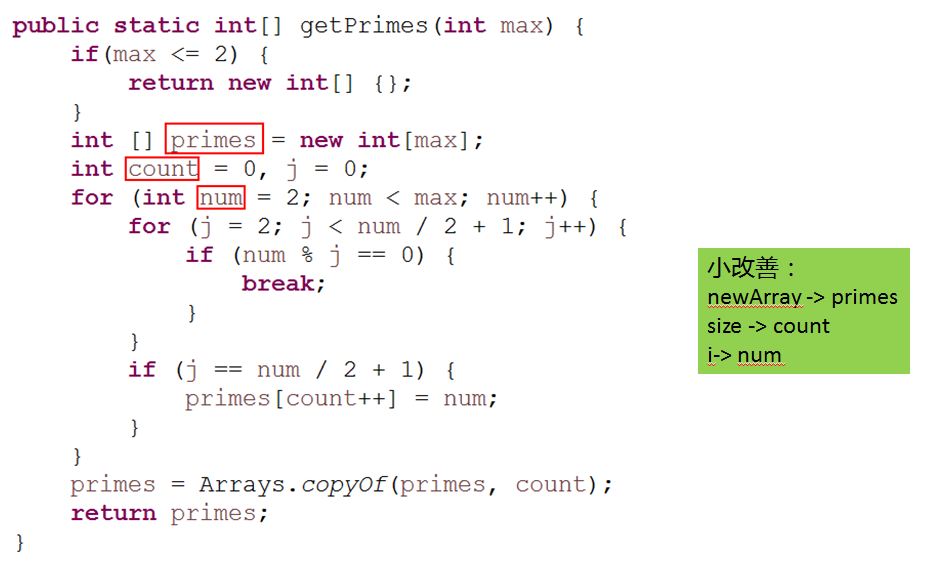 public static int[] getPrimes(int max) {
    if(max <= 2) {
        return new int[] {};
    }
    int [] primes = new int[max];
    int count = 0, j = 0;
    for (int num = 2; num < max; num++) {
        for (j = 2; j < num / 2 + 1; j++) {
            if (num % j == 0) {
                break;
            }
        }
        if (j == num / 2 + 1) {
            primes[count++] = num;
        }
    }
    primes = Arrays.copyOf(primes, count);
    return primes;
}
小改善：
newArray -> primes
size -> count
i-> num